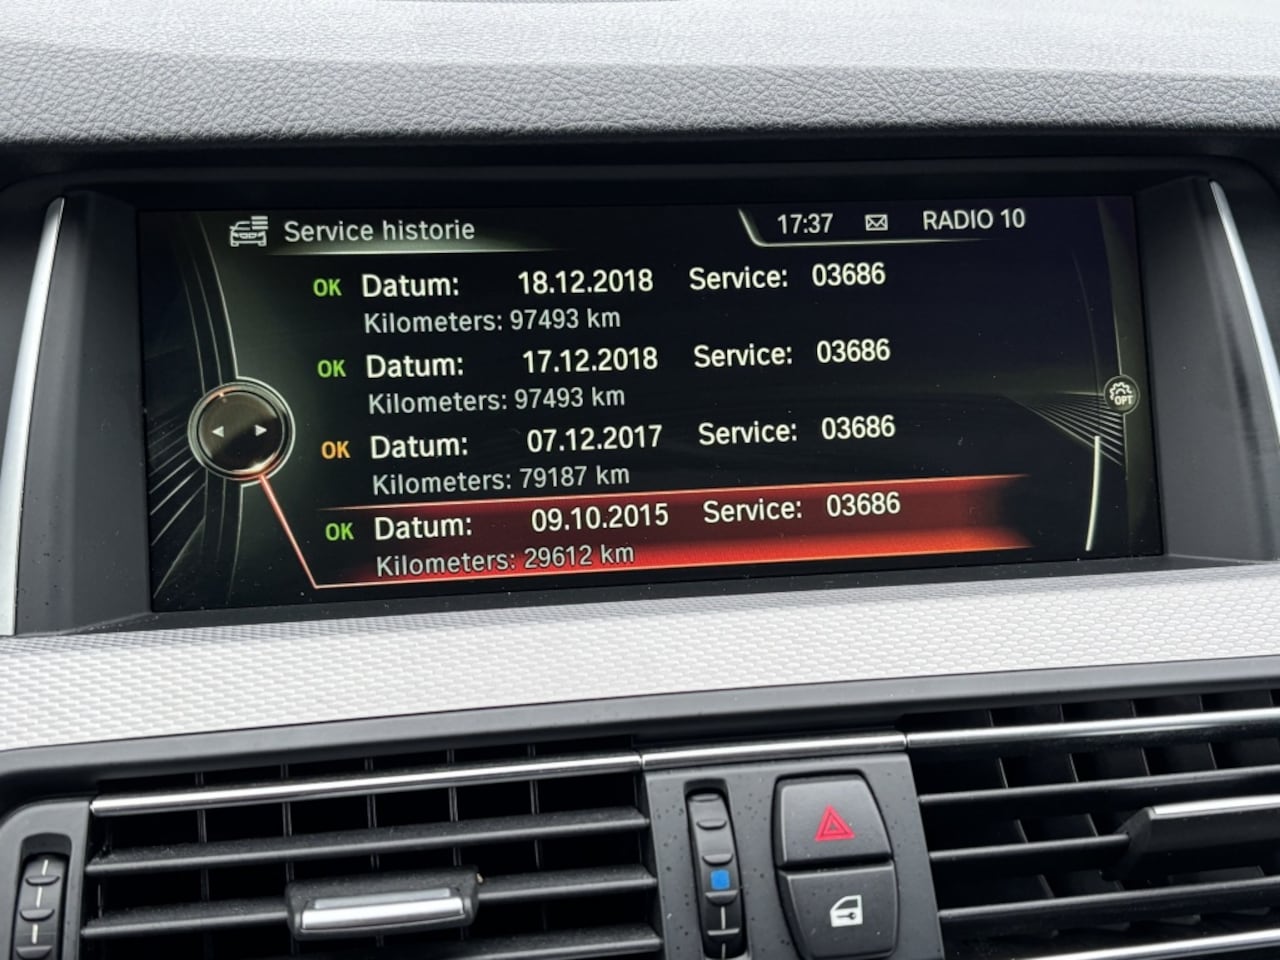 Service historie 17:37 RADIO 10
OK Datum: 18.12.2018 Service: 03686
Kilometers: 97493 km
OK Datum: 17.12.2018 Service: 03686
Kilometers: 97493 km
OK Datum: 07.12.2017 Service: 03686
Kilometers: 79187 km
OK Datum: 09.10.2015 Service: 03686
Kilometers: 29612 km
OPT